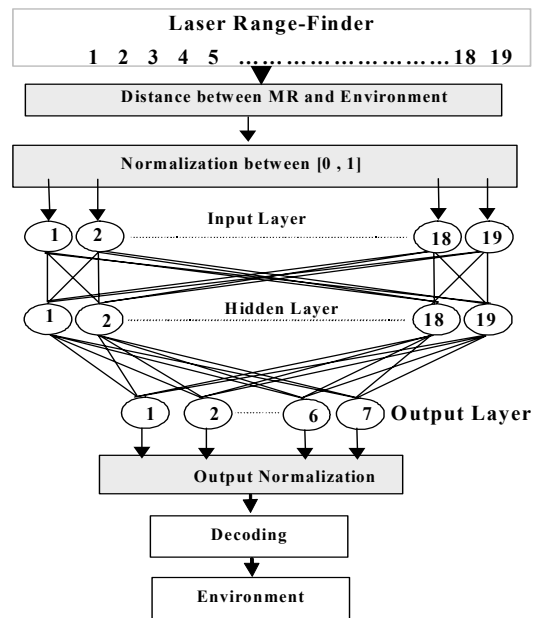 Laser Range-Finder
1 2 3 4 5 ………………………18 19
Distance between MR and Environment
Normalization between [0 , 1]
Input Layer
1 2 18 19
Hidden Layer
1 2 18 19
1 2 6 7 Output Layer
Output Normalization
Decoding
Environment